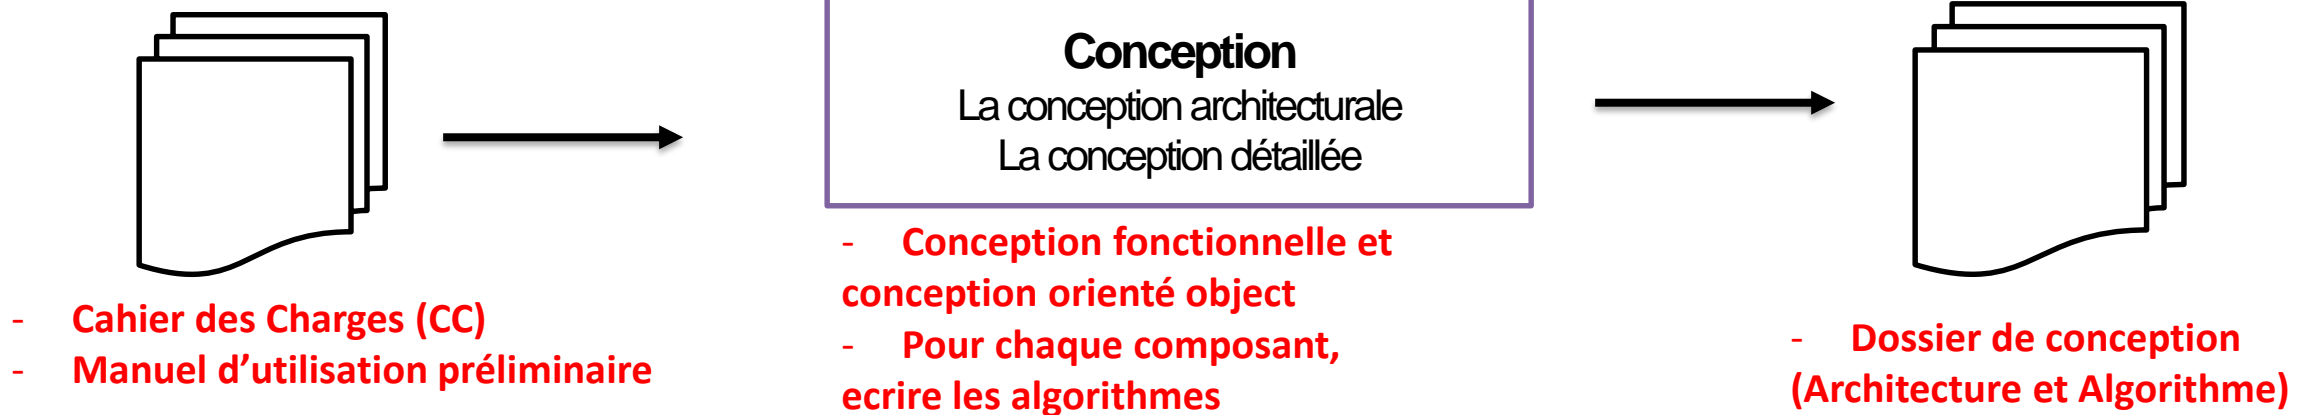 Conception
La conception architecturale
La conception détaillée
- Cahier des Charges (CC)
- Manuel d’utilisation préliminaire
- Conception fonctionnelle et
conception orienté object
- Pour chaque composant,
ecrire les algorithmes
- Dossier de conception
(Architecture et Algorithme)